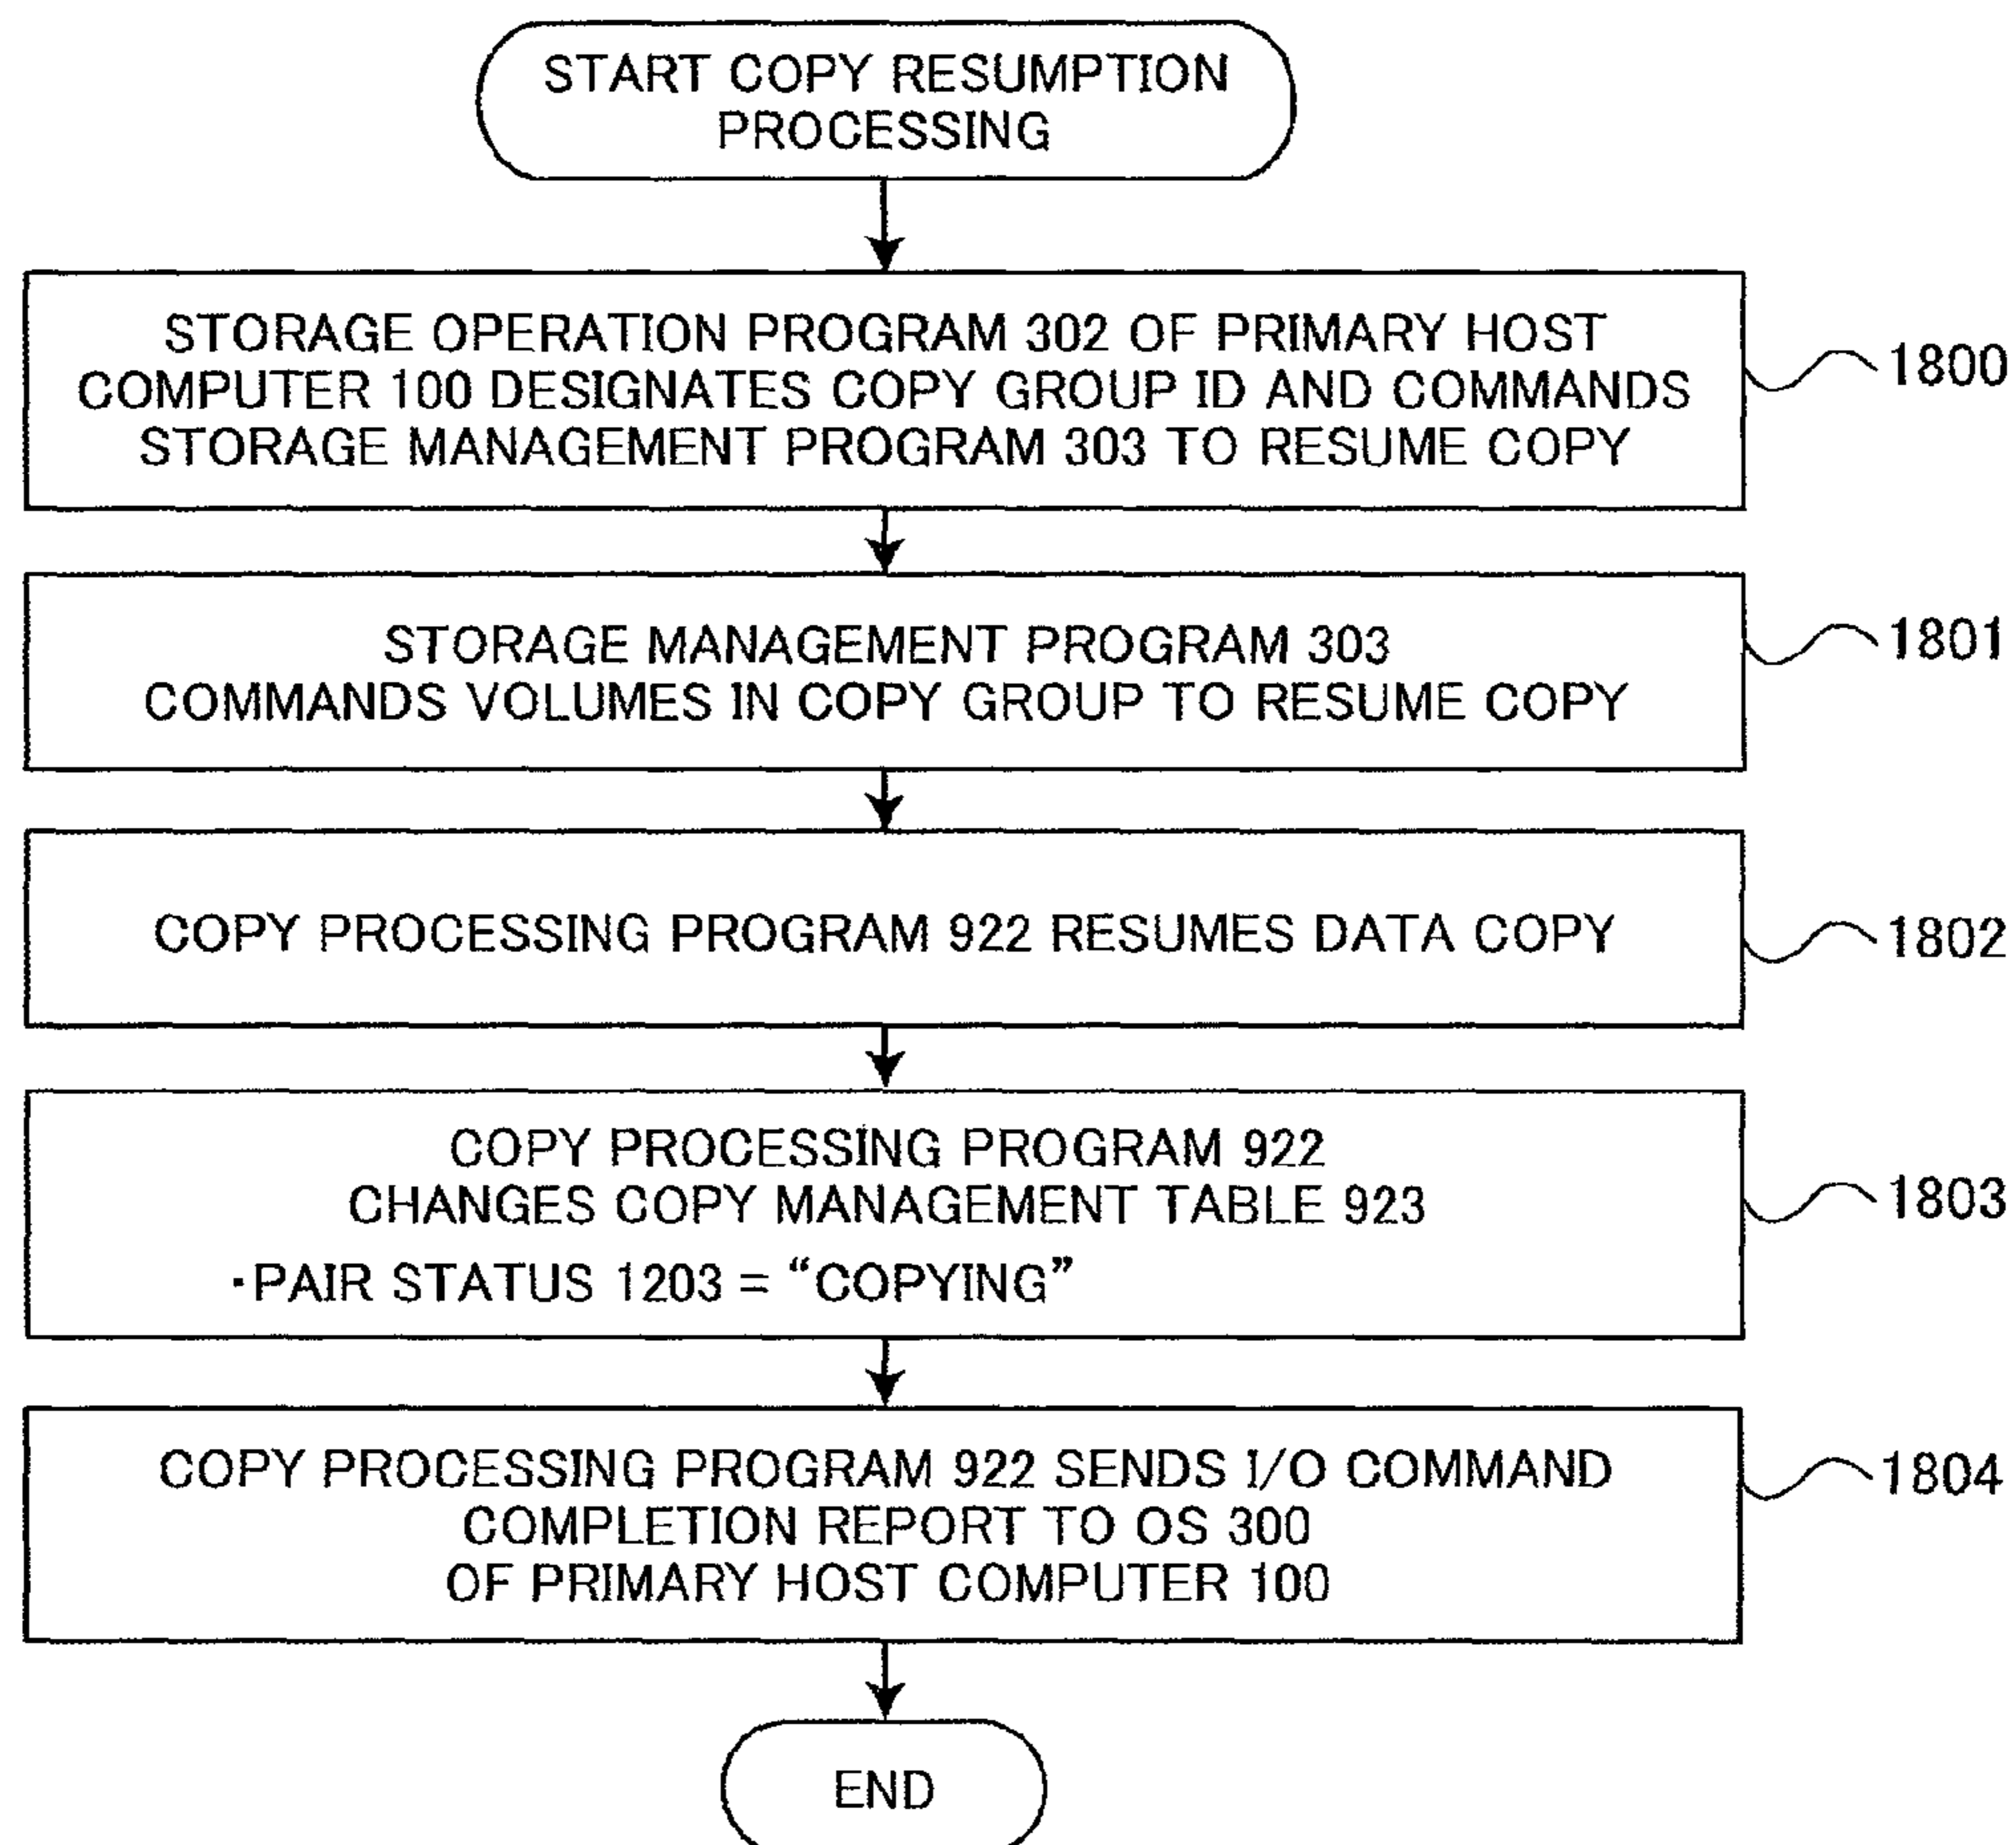 START COPY RESUMPTION
PROCESSING
STORAGE OPERATION PROGRAM 302 OF PRIMARY HOST
COMPUTER 100 DESIGNATES COPY GROUP ID AND COMMANDS
STORAGE MANAGEMENT PROGRAM 303 TO RESUME COPY
1800
STORAGE MANAGEMENT PROGRAM 303
COMMANDS VOLUMES IN COPY GROUP TO RESUME COPY
1801
COPY PROCESSING PROGRAM 922 RESUMES DATA COPY
1802
COPY PROCESSING PROGRAM 922
CHANGES COPY MANAGEMENT TABLE 923
・PAIR STATUS 1203 = “COPYING”
1803
COPY PROCESSING PROGRAM 922 SENDS I/O COMMAND
COMPLETION REPORT TO OS 300
OF PRIMARY HOST COMPUTER 100
1804
END